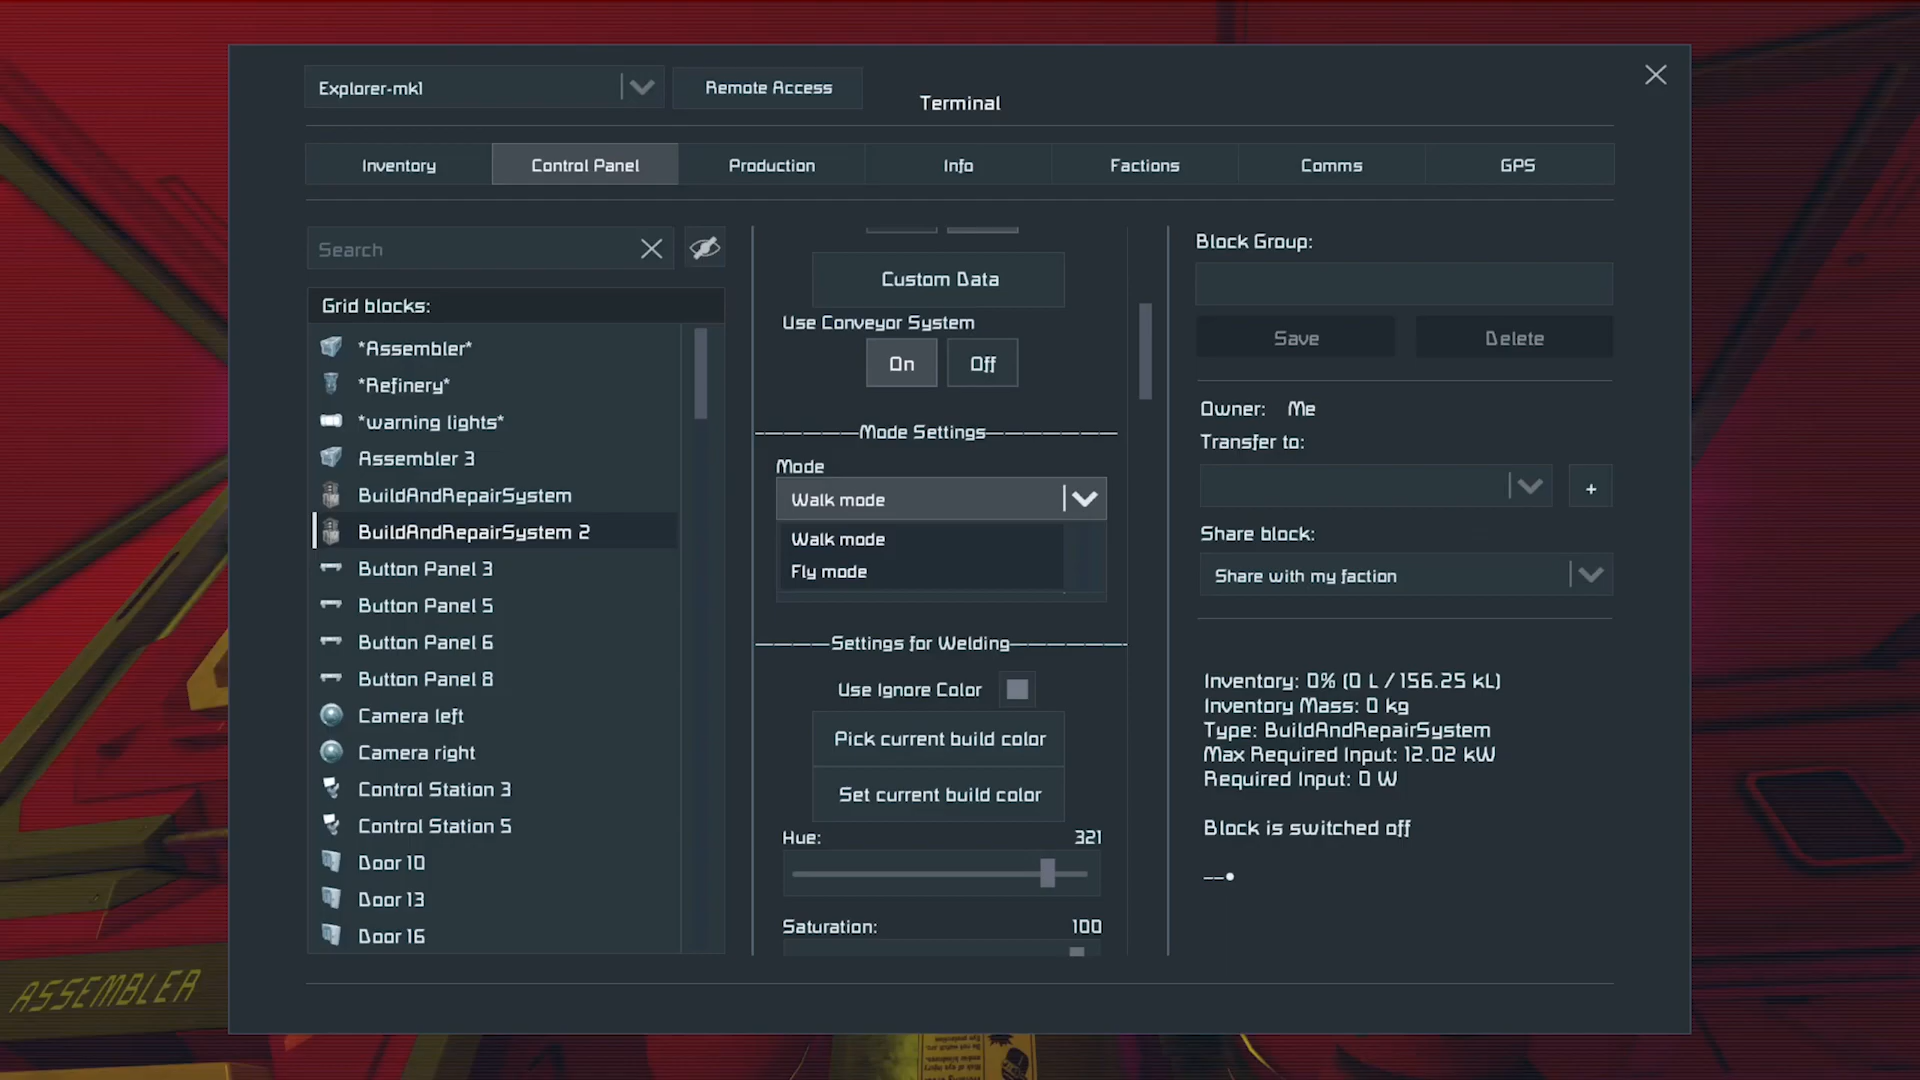 Explorer-mk1
Remote Access
Terminal
Inventory
Control Panel
Production
Info
Factions
Comms
GPS
Search
Grid blocks:
*Assembler*
*Refinery*
*warning lights*
Assembler 3
BuildAndRepairSystem
BuildAndRepairSystem 2
Button Panel 3
Button Panel 5
Button Panel 6
Button Panel 8
Camera left
Camera right
Control Station 3
Control Station 5
Door 10
Door 13
Door 16
Custom Data
Use Conveyor System
On
Off
Mode Settings
Mode
Walk mode
Walk mode
Fly mode
Settings for Welding
Use Ignore Color
Pick current build color
Set current build color
Hue: 321
Saturation: 100
Block Group:
Save
Delete
Owner: Me
Transfer to:
+
Share block:
Share with my faction
Inventory: 0% (0 L / 156.25 kL)
Inventory Mass: 0 kg
Type: BuildAndRepairSystem
Max Required Input: 12.02 kW
Required Input: 0 W
Block is switched off
ASSEMBLER